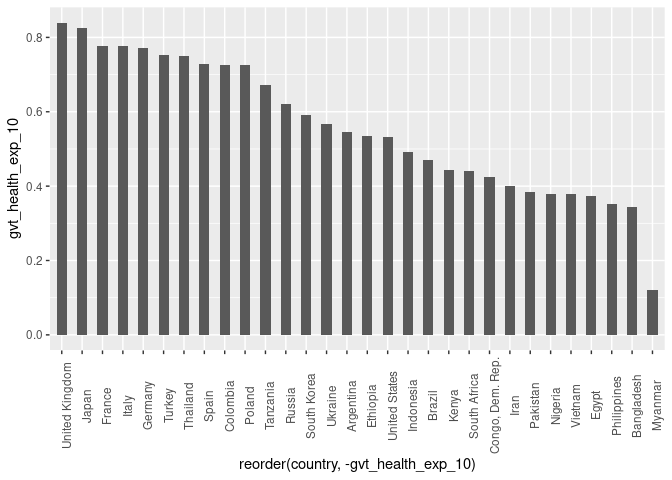 gvt_health_exp_10
0.8
0.6
0.4
0.2
0.0
United Kingdom
Japan
France
Italy
Germany
Turkey
Thailand
Spain
Colombia
Poland
Tanzania
Russia
South Korea
Ukraine
Argentina
Ethiopia
United States
Indonesia
Brazil
Kenya
South Africa
Congo, Dem. Rep.
Iran
Pakistan
Nigeria
Vietnam
Egypt
Philippines
Bangladesh
Myanmar
reorder(country, -gvt_health_exp_10)